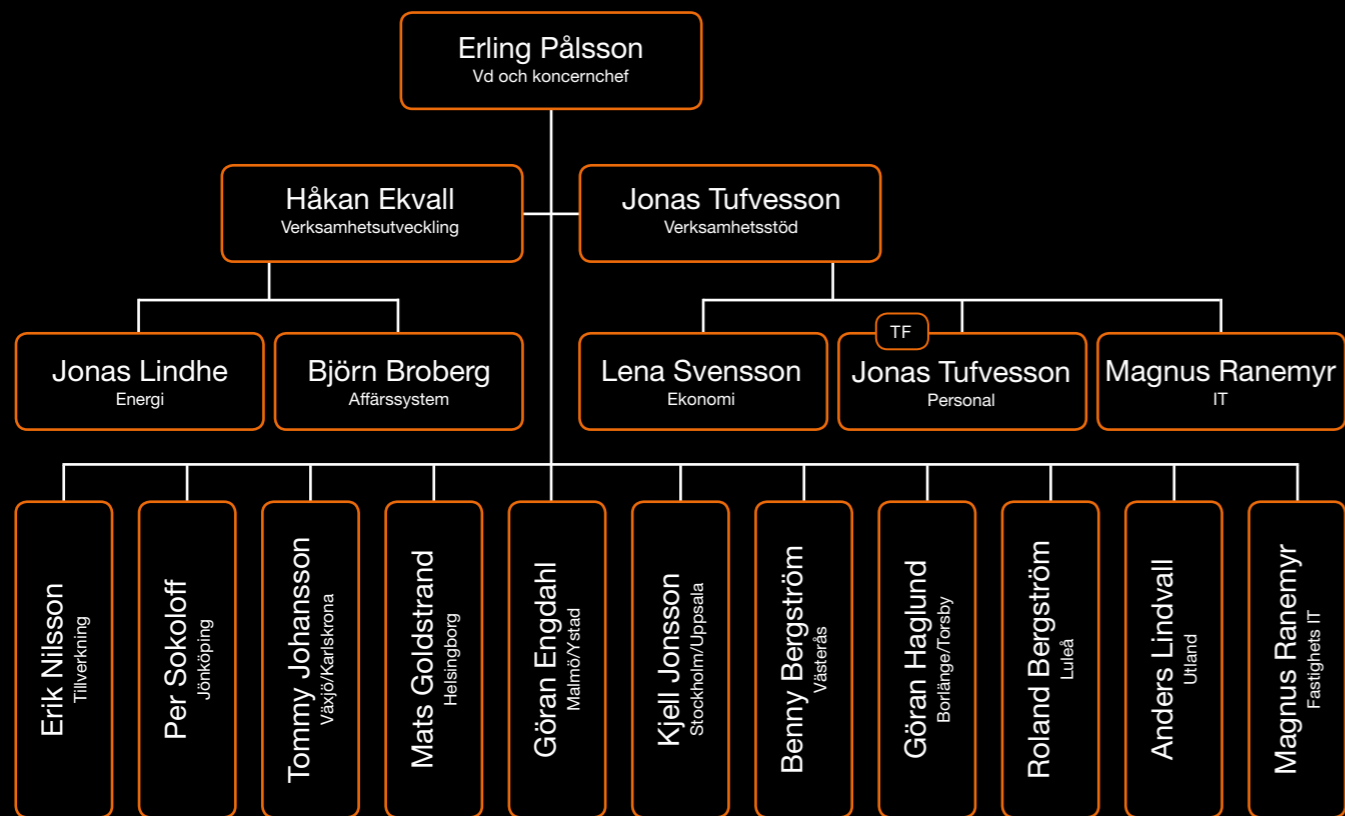 Erling Pålsson
Vd och koncernchef
Håkan Ekvall
Verksamhetsutveckling
Jonas Tufvesson
Verksamhetsstöd
Jonas Lindhe
Energi
Björn Broberg
Affärssystem
Lena Svensson
Ekonomi
TF
Jonas Tufvesson
Personal
Magnus Ranemyr
IT
Erik Nilsson
Tillverkning
Per Sokoloff
Jönköping
Tommy Johansson
Växjö/Karlskrona
Mats Goldstrand
Helsingborg
Göran Engdahl
Malmö/Ystad
Kjell Jonsson
Stockholm/Uppsala
Benny Bergström
Västerås
Göran Haglund
Borlänge/Torsby
Roland Bergström
Luleå
Anders Lindvall
Utland
Magnus Ranemyr
Fastighets IT